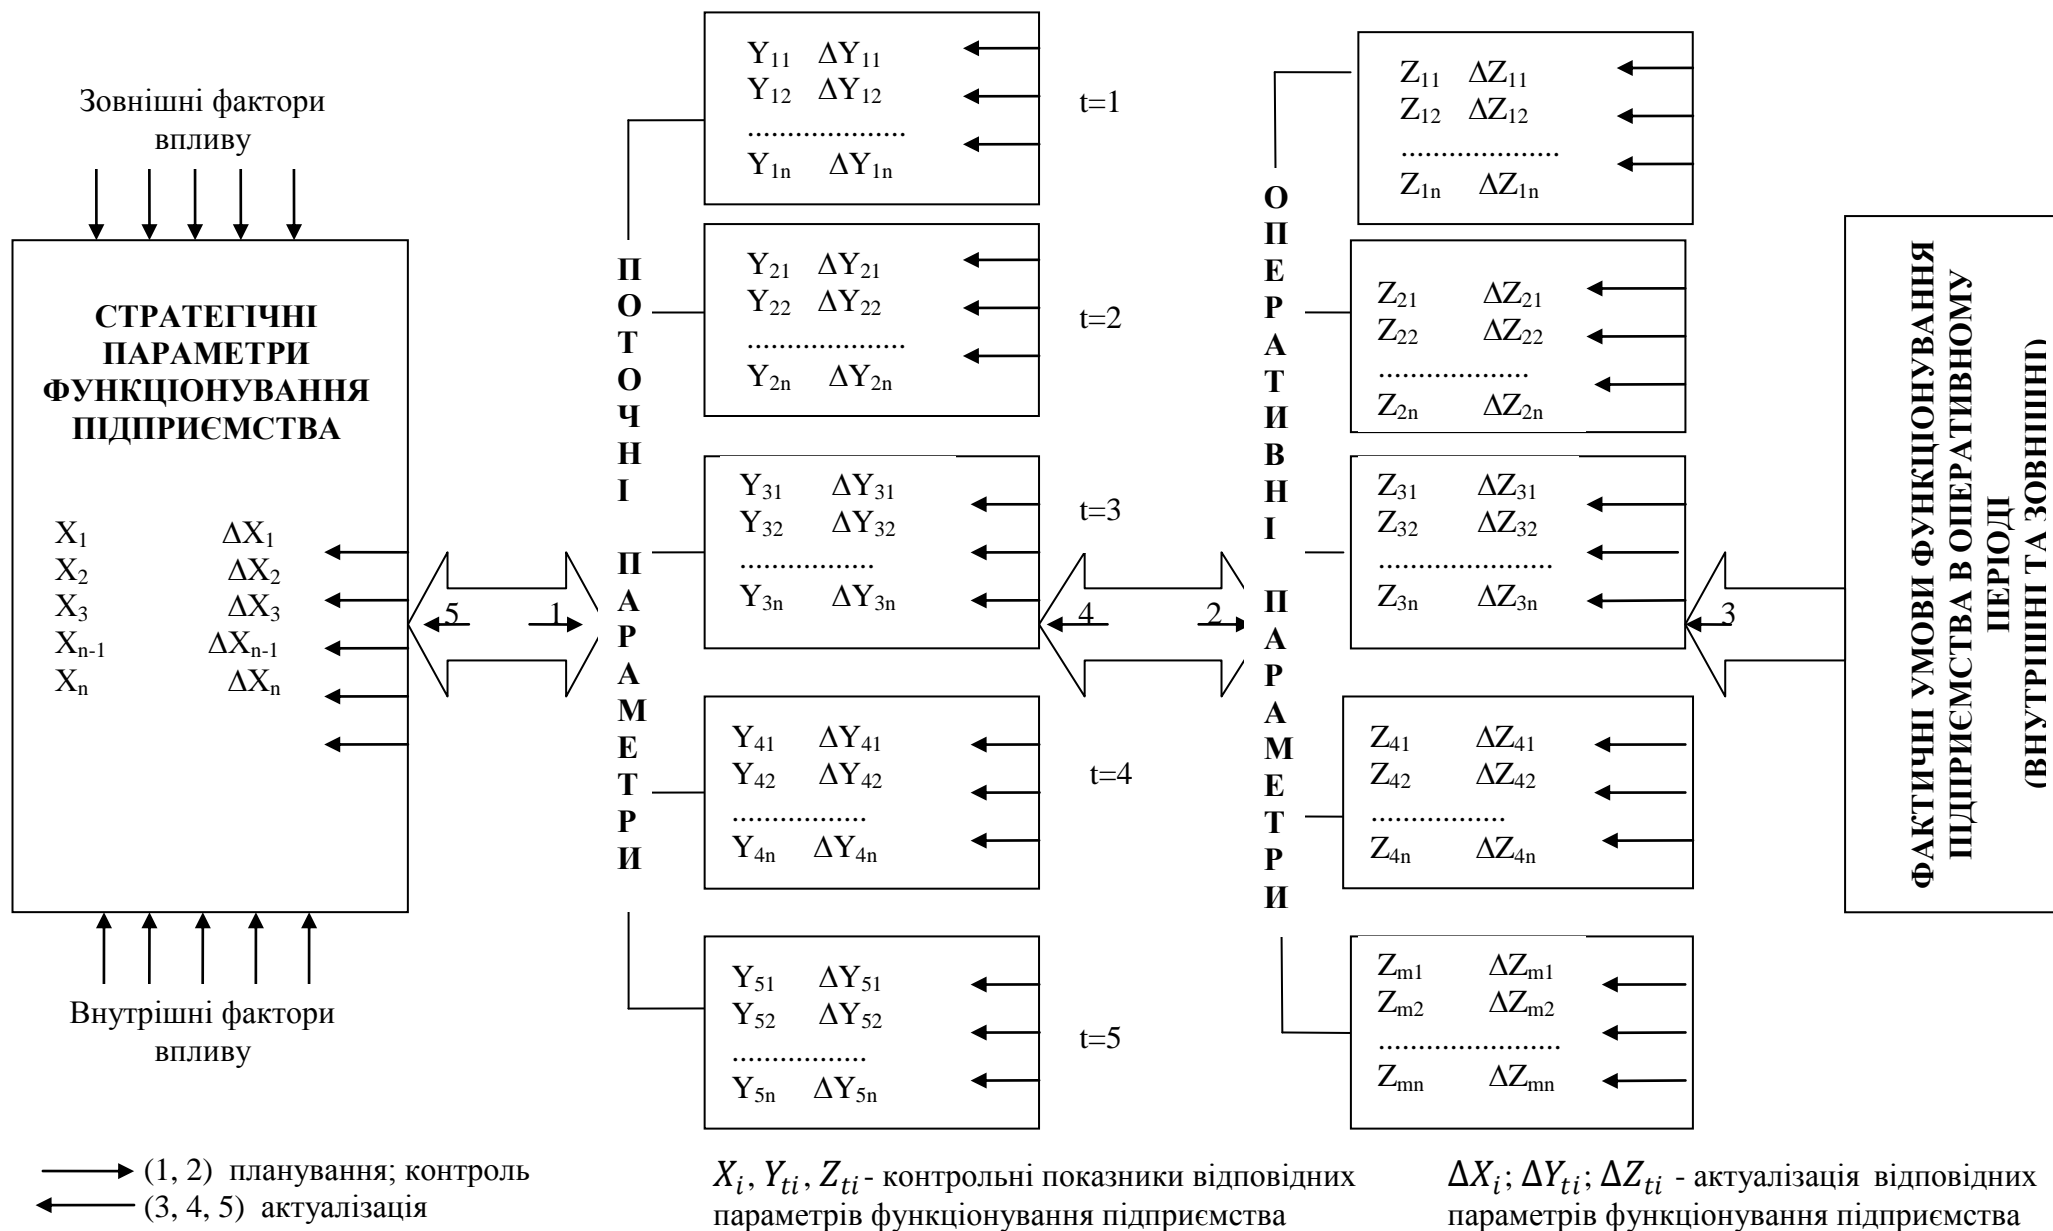 Зовнішні фактори
впливу
СТРАТЕГІЧНІ
ПАРАМЕТРИ
ФУНКЦІОНУВАННЯ
ПІДПРИЄМСТВА
X1 ΔX1
X2 ΔX2
X3 ΔX3
Xn-1 ΔXn-1
Xn ΔXn
Внутрішні фактори
впливу
5 1
ПОТОЧНІ ПАРАМЕТРИ
Y11 ΔY11
Y12 ΔY12
....................
Y1n ΔY1n
t=1
Y21 ΔY21
Y22 ΔY22
....................
Y2n ΔY2n
t=2
Y31 ΔY31
Y32 ΔY32
.................
Y3n ΔY3n
t=3
Y41 ΔY41
Y42 ΔY42
.................
Y4n ΔY4n
t=4
Y51 ΔY51
Y52 ΔY52
.................
Y5n ΔY5n
t=5
4 2
ОПЕРАТИВНІ ПАРАМЕТРИ
Z11 ΔZ11
Z12 ΔZ12
....................
Z1n ΔZ1n
Z21 ΔZ21
Z22 ΔZ22
...................
Z2n ΔZ2n
Z31 ΔZ31
Z32 ΔZ32
......................
Z3n ΔZ3n
Z41 ΔZ41
Z42 ΔZ42
.................
Z4n ΔZ4n
Zm1 ΔZm1
Zm2 ΔZm2
.......................
Zmn ΔZmn
3
ФАКТИЧНІ УМОВИ ФУНКЦІОНУВАННЯ
ПІДПРИЄМСТВА В ОПЕРАТИВНОМУ
ПЕРІОДІ
(ВНУТРІШНІ ТА ЗОВНІШНІ)
(1, 2) планування; контроль
(3, 4, 5) актуалізація
Xi, Yti, Zti - контрольні показники відповідних
параметрів функціонування підприємства
ΔXi; ΔYti; ΔZti - актуалізація відповідних
параметрів функціонування підприємства